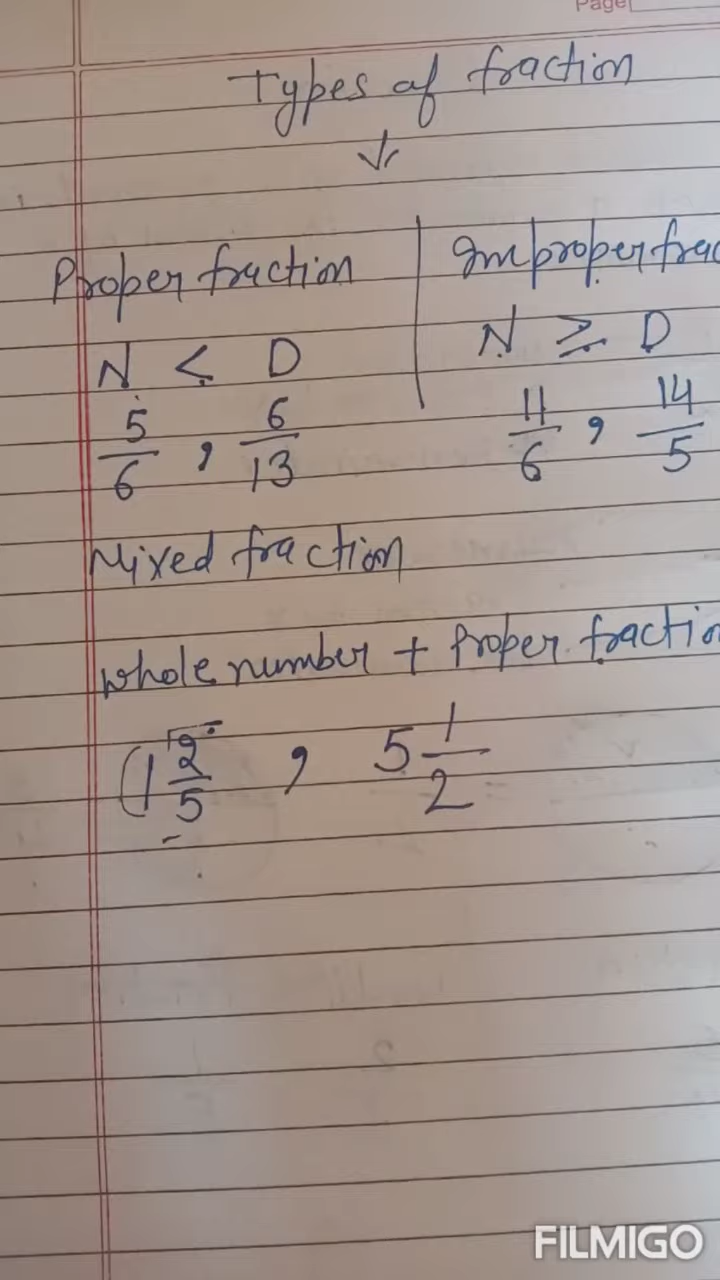 Page
Types of fraction
Proper fraction | Improper frac
N < D    N ≥ D
5/6 , 6/13    11/6 , 14/5
Mixed fraction
whole number + Proper fractio
1 2/5 , 5 1/2
FILMIGO